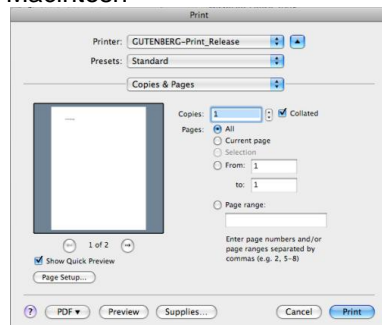 Macintosh
Print
Printer: GUTENBERG-Print_Release
Presets: Standard
Copies & Pages
Copies: 1 Collated
Pages: All
Current page
Selection
From: 1
to: 1
Page range:
Enter page numbers and/or
page ranges separated by
commas (e.g. 2, 5-8)
1 of 2
Show Quick Preview
Page Setup...
? PDF Preview Supplies... Cancel Print